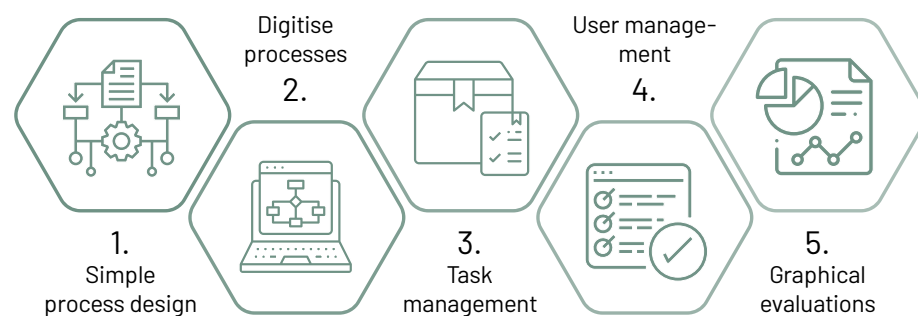 1.
Simple
process design
Digitise
processes
2.
3.
Task
management
User manage-
ment
4.
5.
Graphical
evaluations